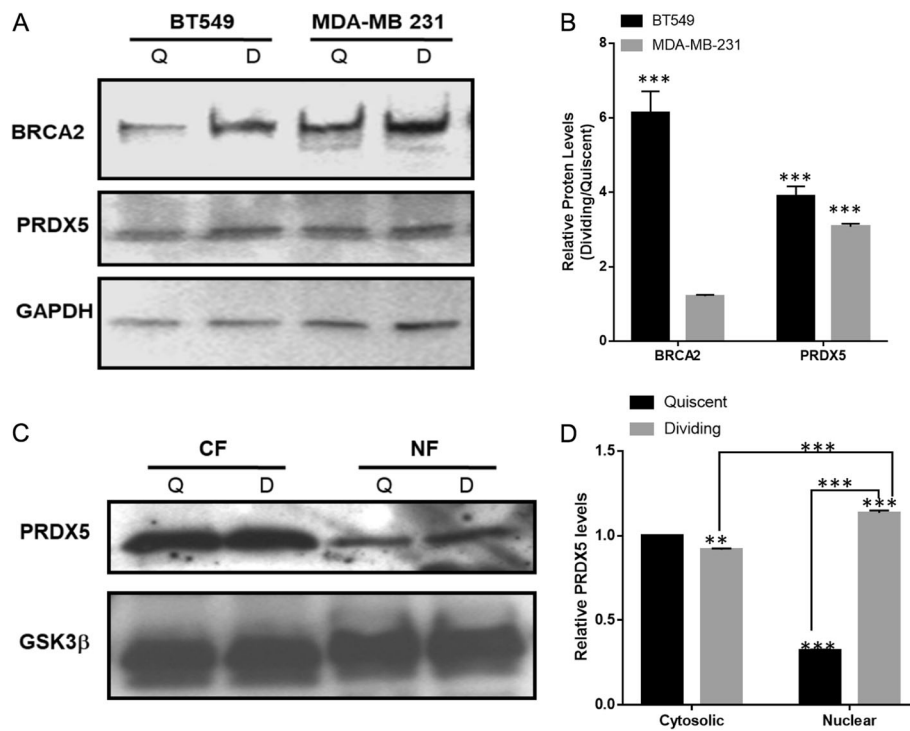 A
BT549 MDA-MB 231
Q D Q D
BRCA2
PRDX5
GAPDH
B
BT549
MDA-MB-231
Relative Proten Levels
(Dividing/Quiscent)
8
6
4
2
0
***
***
***
BRCA2 PRDX5
C
CF NF
Q D Q D
PRDX5
GSK3β
D
Quiscent
Dividing
Relative PRDX5 levels
1.5
1.0
0.5
0.0
***
***
***
**
***
Cytosolic Nuclear